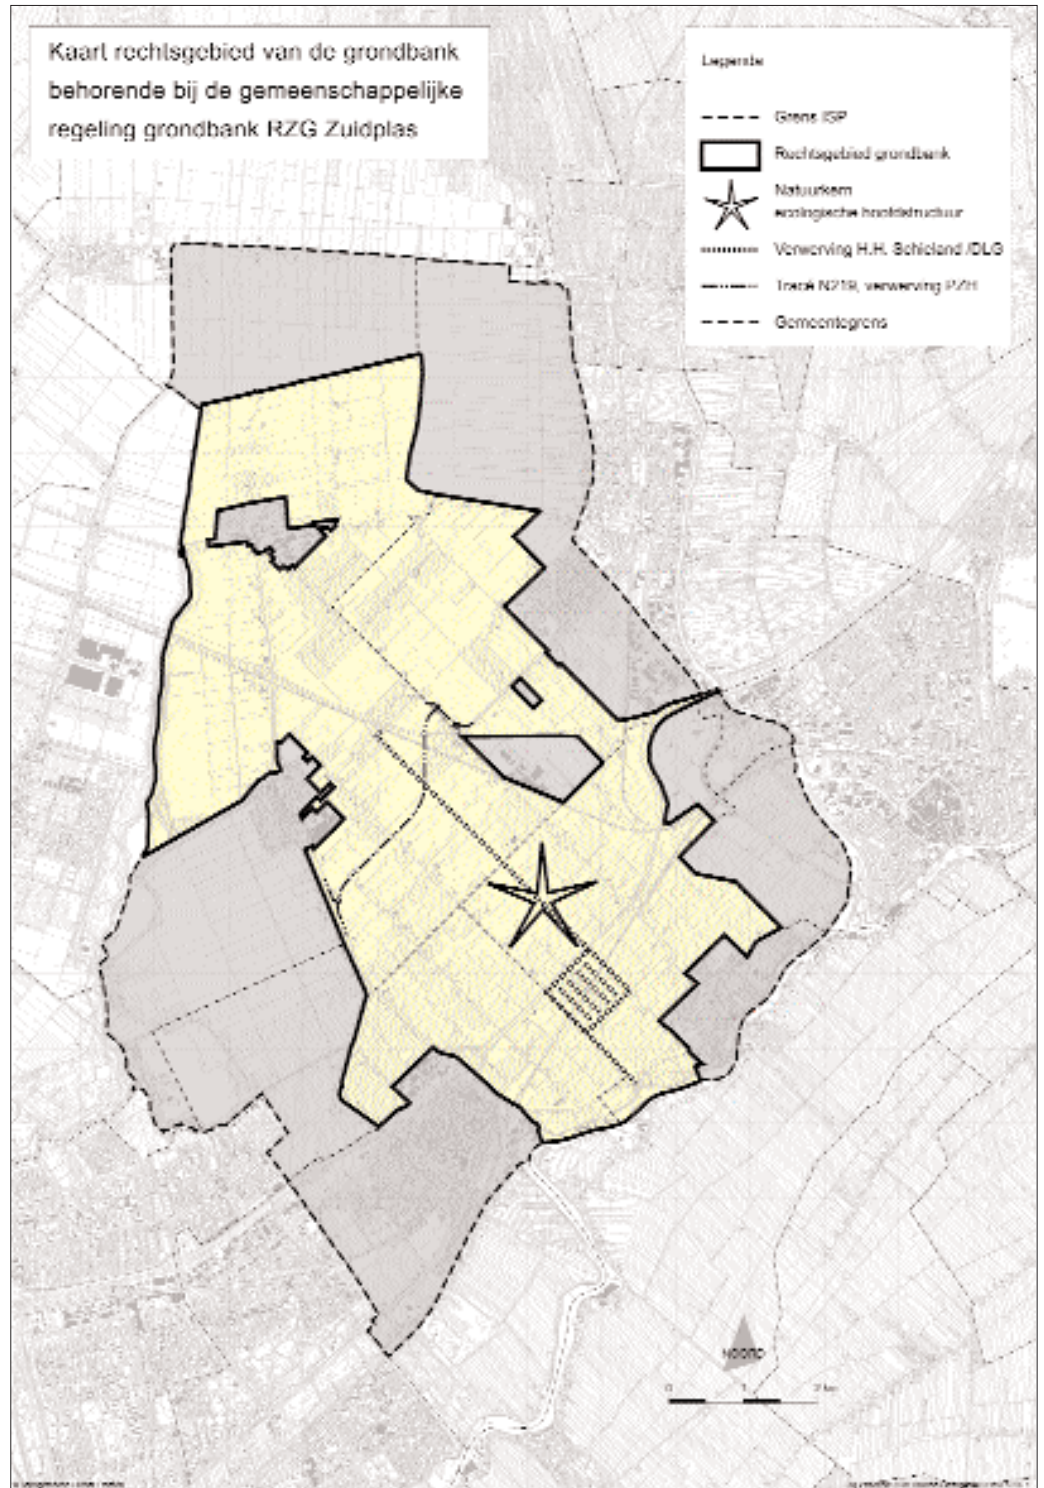 Kaart rechtsgebied van de grondbank
behorende bij de gemeenschappelijke
regeling grondbank RZG Zuidplas
Legenda
Grens ISP
Rechtsgebied grondbank
Natuurkern
ecologische hoofdstructuur
Verwerving H.H. Schieland /DLG
Tracé N219, verwerving PZH
Gemeentegrens
NOORD
0 1 2 km